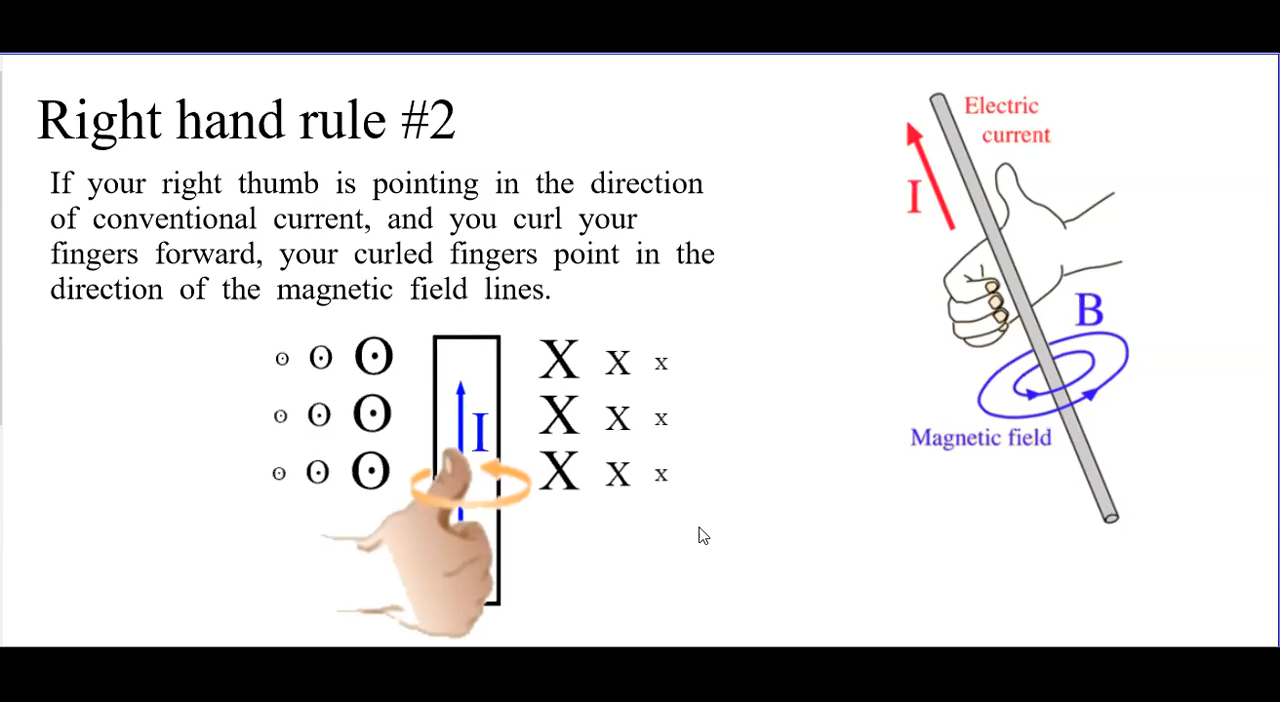 Right hand rule #2
If your right thumb is pointing in the direction
of conventional current, and you curl your
fingers forward, your curled fingers point in the
direction of the magnetic field lines.
ʘ ʘ ʘ X X x
ʘ ʘ ʘ X X x
ʘ ʘ ʘ X X x
I
Electric
current
I
B
Magnetic field